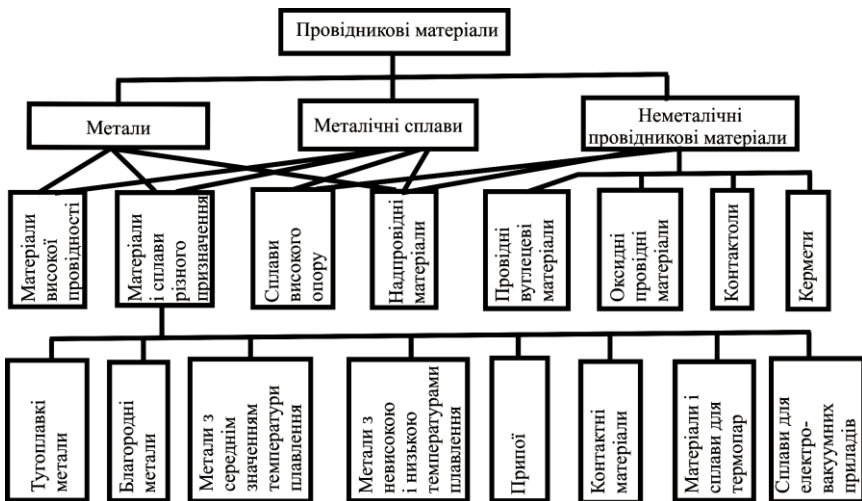 Провідникові матеріали
Метали
Металічні сплави
Неметалічні
провідникові матеріали
Матеріали
високої
провідності
Матеріали
і сплави
різного
призначення
Сплави
високого
опору
Надпровідні
матеріали
Провідні
вуглецеві
матеріали
Оксидні
провідні
матеріали
Контактоли
Кермети
Тугоплавкі
метали
Благородні
метали
Метали з
середнім
значенням
температури
плавлення
Метали з
невисокою
і низькою
температурами
плавлення
Припої
Контактні
матеріали
Матеріали і
сплави для
термопар
Сплави для
електро-
вакуумних
приладів